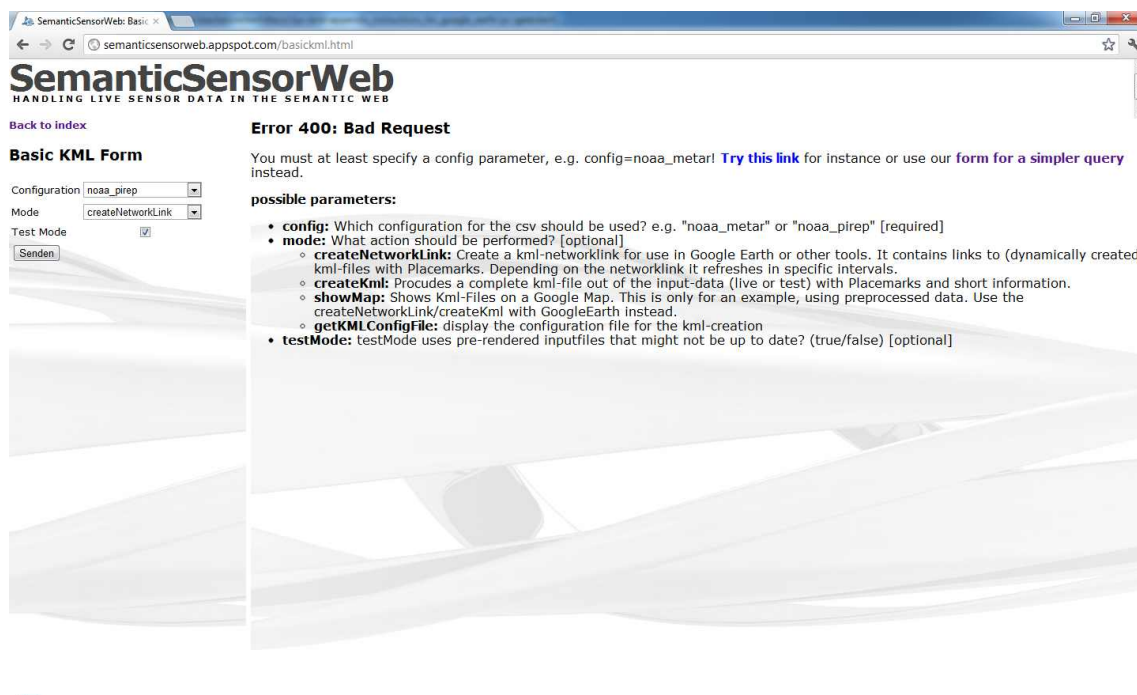 SemanticSensorWeb: Basic
semanticsensorweb.appspot.com/basickml.html
SemanticSensorWeb
HANDLING LIVE SENSOR DATA IN THE SEMANTIC WEB
Back to index
Basic KML Form
Configuration noaa_pirep
Mode createNetworkLink
Test Mode
Senden
Error 400: Bad Request
You must at least specify a config parameter, e.g. config=noaa_metar! Try this link for instance or use our form for a simpler query
instead.
possible parameters:
• config: Which configuration for the csv should be used? e.g. "noaa_metar" or "noaa_pirep" [required]
• mode: What action should be performed? [optional]
◦ createNetworkLink: Create a kml-networklink for use in Google Earth or other tools. It contains links to (dynamically created
kml-files with Placemarks. Depending on the networklink it refreshes in specific intervals.
◦ createKml: Procudes a complete kml-file out of the input-data (live or test) with Placemarks and short information.
◦ showMap: Shows Kml-Files on a Google Map. This is only for an example, using preprocessed data. Use the
createNetworkLink/createKml with GoogleEarth instead.
◦ getKMLConfigFile: display the configuration file for the kml-creation
• testMode: testMode uses pre-rendered inputfiles that might not be up to date? (true/false) [optional]